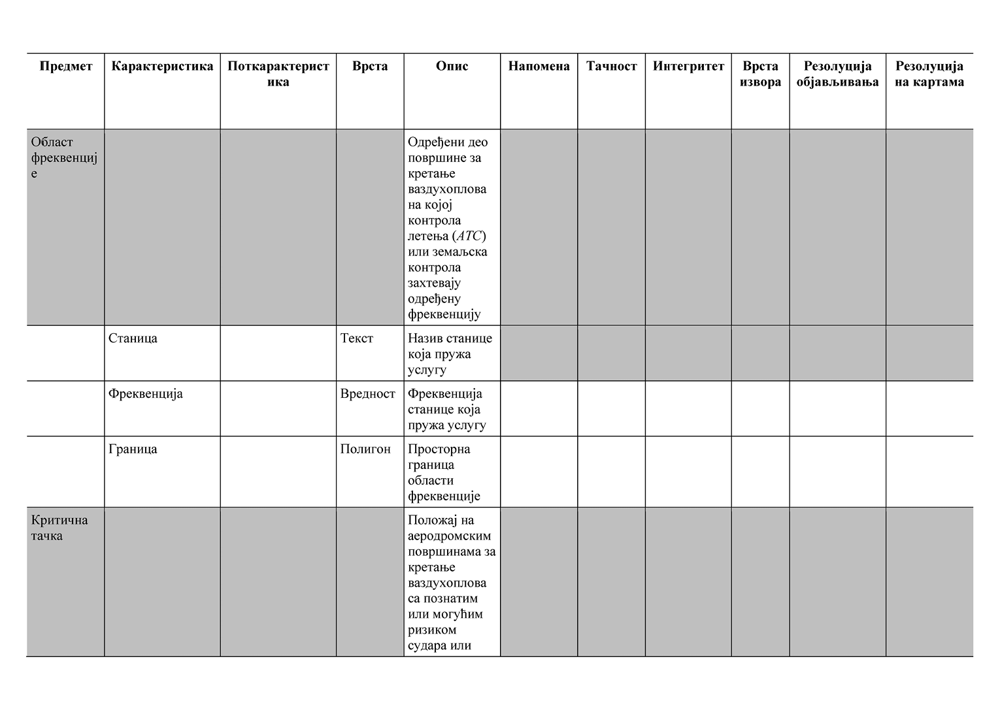 Предмет
Карактеристика
Поткарактерист
ика
Врста
Опис
Напомена
Тачност
Интегритет
Врста
извора
Резолуција
објављивања
Резолуција
на картама
Област
фреквенциј
е
Одређени део
површине за
кретање
ваздухоплова
на којој
контрола
летења (ATC)
или земаљска
контрола
захтевају
одређену
фреквенцију
Станица
Текст
Назив станице
која пружа
услугу
Фреквенција
Вредност
Фреквенција
станице која
пружа услугу
Граница
Полигон
Просторна
граница
области
фреквенције
Критична
тачка
Положај на
аеродромским
површинама за
кретање
ваздухоплова
са познатим
или могућим
ризиком
судара или